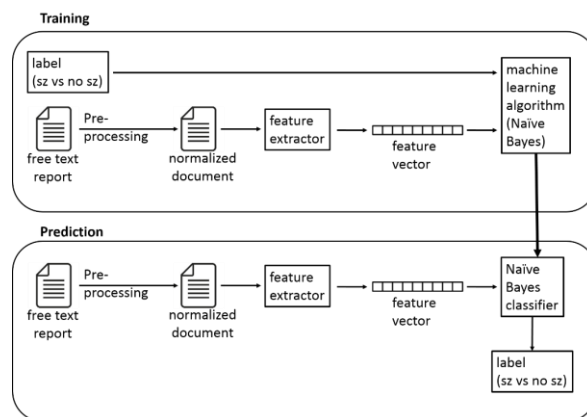 Training
label
(sz vs no sz)
machine
learning
algorithm
(Naïve
Bayes)
Pre-
processing
feature
extractor
free text
report
normalized
document
feature
vector
Prediction
Pre-
processing
feature
extractor
Naïve
Bayes
classifier
free text
report
normalized
document
feature
vector
label
(sz vs no sz)